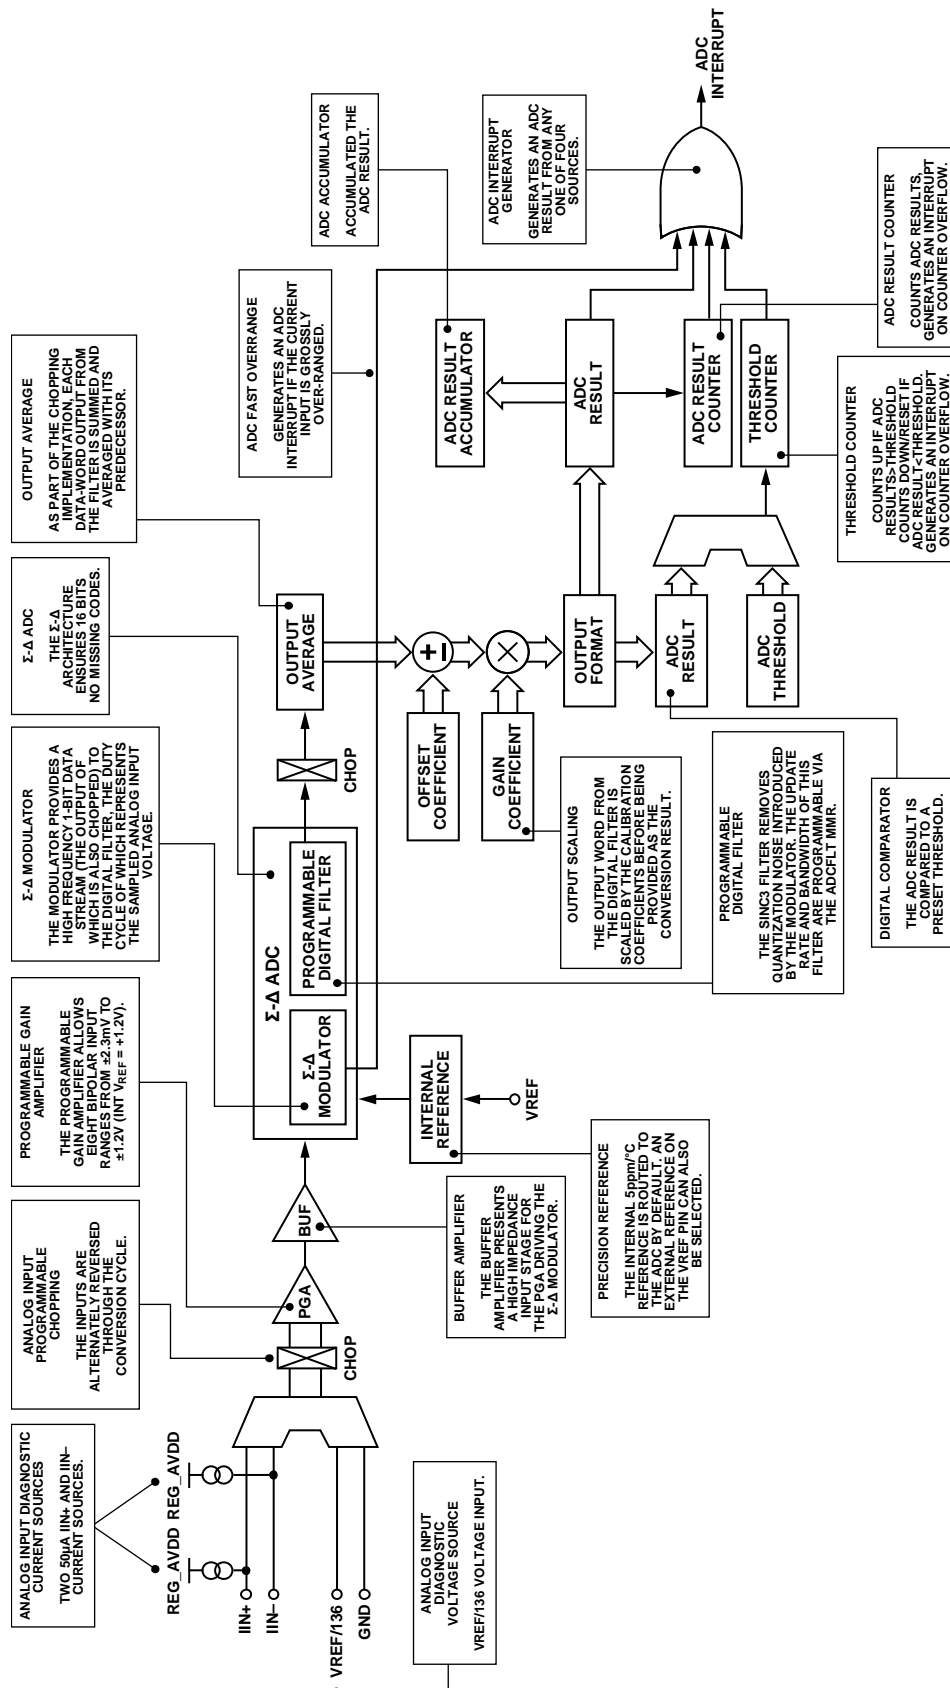 ANALOG INPUT DIAGNOSTIC
CURRENT SOURCES
TWO 50µA IIN+ AND IIN–
CURRENT SOURCES.
ANALOG INPUT
PROGRAMMABLE
CHOPPING
THE INPUTS ARE
ALTERNATELY REVERSED
THROUGH THE
CONVERSION CYCLE.
PROGRAMMABLE GAIN
AMPLIFIER
THE PROGRAMMABLE
GAIN AMPLIFIER ALLOWS
EIGHT BIPOLAR INPUT
RANGES FROM ±2.3mV TO
±1.2V (INT VREF = +1.2V).
Σ-Δ MODULATOR
THE MODULATOR PROVIDES A
HIGH FREQUENCY 1-BIT DATA
STREAM (THE OUTPUT OF
WHICH IS ALSO CHOPPED) TO
THE DIGITAL FILTER, THE DUTY
CYCLE OF WHICH REPRESENTS
THE SAMPLED ANALOG INPUT
VOLTAGE.
Σ-Δ ADC
THE Σ-Δ
ARCHITECTURE
ENSURES 16 BITS
NO MISSING CODES.
OUTPUT AVERAGE
AS PART OF THE CHOPPING
IMPLEMENTATION, EACH
DATA-WORD OUTPUT FROM
THE FILTER IS SUMMED AND
AVERAGED WITH ITS
PREDECESSOR.
ADC FAST OVERRANGE
GENERATES AN ADC
INTERRUPT IF THE CURRENT
INPUT IS GROSSLY
OVER-RANGED.
ADC ACCUMULATOR
ACCUMULATED THE
ADC RESULT.
ADC INTERRUPT
GENERATOR
GENERATES AN ADC
RESULT FROM ANY
ONE OF FOUR
SOURCES.
REG_AVDD
REG_AVDD
IIN+
IIN–
VREF/136
GND
CHOP
PGA
BUF
Σ-Δ ADC
Σ-Δ
MODULATOR
PROGRAMMABLE
DIGITAL FILTER
CHOP
OUTPUT
AVERAGE
INTERNAL
REFERENCE
VREF
OFFSET
COEFFICIENT
GAIN
COEFFICIENT
+
–
×
OUTPUT
FORMAT
ADC
RESULT
ADC
THRESHOLD
ADC RESULT
ACCUMULATOR
ADC
RESULT
ADC RESULT
COUNTER
THRESHOLD
COUNTER
ADC
INTERRUPT
ANALOG INPUT
DIAGNOSTIC
VOLTAGE SOURCE
VREF/136 VOLTAGE INPUT.
BUFFER AMPLIFIER
THE BUFFER
AMPLIFIER PRESENTS
A HIGH IMPEDANCE
INPUT STAGE FOR
THE PGA DRIVING THE
Σ-Δ MODULATOR.
PRECISION REFERENCE
THE INTERNAL 5ppm/°C
REFERENCE IS ROUTED TO
THE ADC BY DEFAULT. AN
EXTERNAL REFERENCE ON
THE VREF PIN CAN ALSO
BE SELECTED.
OUTPUT SCALING
THE OUTPUT WORD FROM
THE DIGITAL FILTER IS
SCALED BY THE CALIBRATION
COEFFICIENTS BEFORE BEING
PROVIDED AS THE
CONVERSION RESULT.
PROGRAMMABLE
DIGITAL FILTER
THE SINC3 FILTER REMOVES
QUANTIZATION NOISE INTRODUCED
BY THE MODULATOR. THE UPDATE
RATE AND BANDWIDTH OF THIS
FILTER ARE PROGRAMMABLE VIA
THE ADCFLT MMR.
DIGITAL COMPARATOR
THE ADC RESULT IS
COMPARED TO A
PRESET THRESHOLD.
THRESHOLD COUNTER
COUNTS UP IF ADC
RESULTS>THRESHOLD
COUNTS DOWN/RESET IF
ADC RESULT<THRESHOLD.
GENERATES AN INTERRUPT
ON COUNTER OVERFLOW.
ADC RESULT COUNTER
COUNTS ADC RESULTS,
GENERATES AN INTERRUPT
ON COUNTER OVERFLOW.